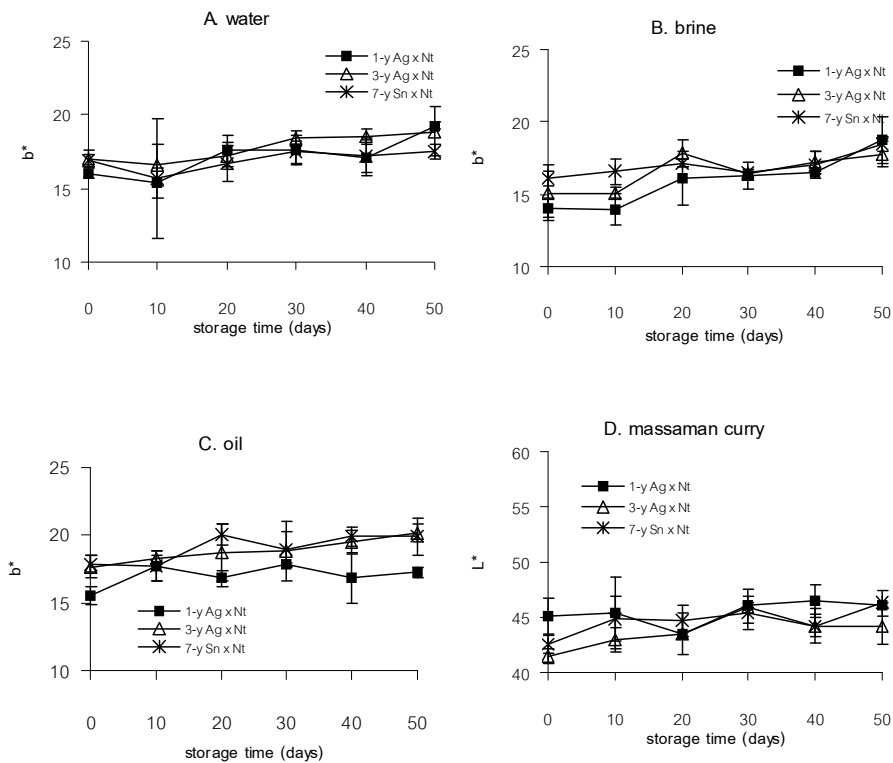 A. water
25
20
15
10
b*
1-y Ag x Nt
3-y Ag x Nt
7-y Sn x Nt
0 10 20 30 40 50
storage time (days)
B. brine
25
20
15
10
b*
1-y Ag x Nt
3-y Ag x Nt
7-y Sn x Nt
0 10 20 30 40 50
storage time (days)
C. oil
25
20
15
10
b*
1-y Ag x Nt
3-y Ag x Nt
7-y Sn x Nt
0 10 20 30 40 50
storage time (days)
D. massaman curry
60
55
50
45
40
L*
1-y Ag x Nt
3-y Ag x Nt
7-y Sn x Nt
0 10 20 30 40 50
storage time (days)